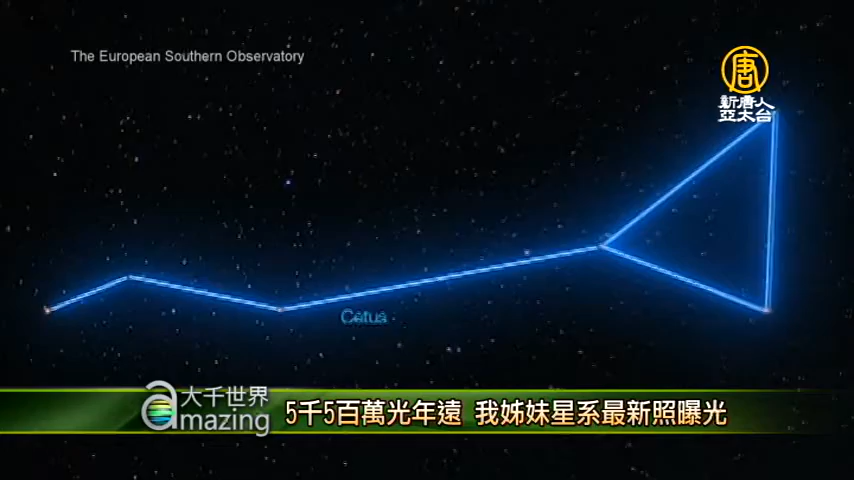 The European Southern Observatory
唐
新唐人
亞太台
Cetus
大千世界
amazing
5千5百萬光年遠 我姊妹星系最新照曝光